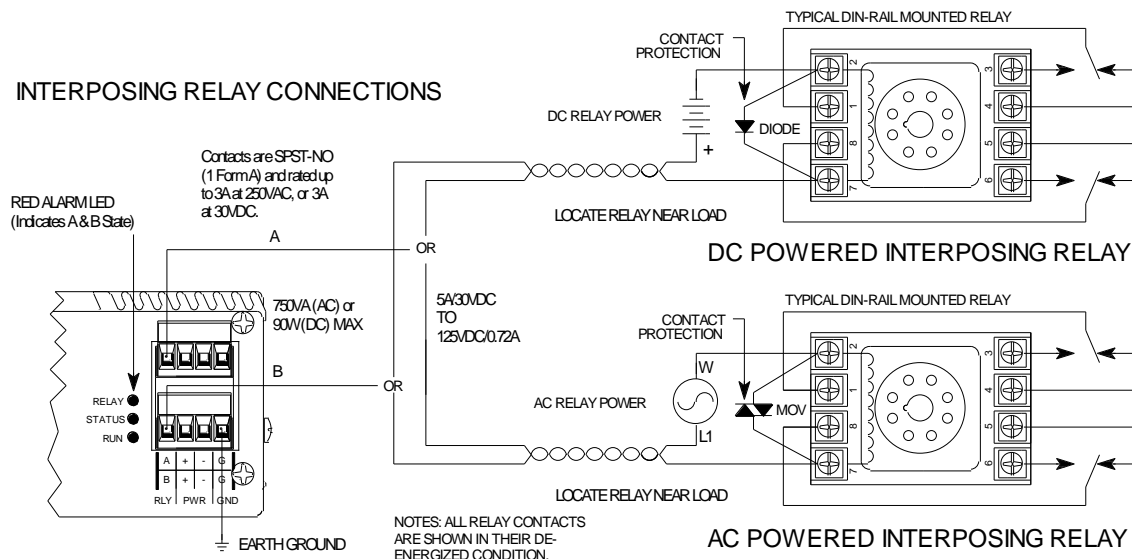 TYPICAL DIN-RAIL MOUNTED RELAY
CONTACT
PROTECTION
INTERPOSING RELAY CONNECTIONS
DC RELAY POWER
DIODE
+
2
1
8
7
3
4
5
6
Contacts are SPST-NO
(1 Form A) and rated up
to 3A at 250VAC, or 3A
at 30VDC.
RED ALARM LED
(Indicates A & B State)
LOCATE RELAY NEAR LOAD
A
OR
DC POWERED INTERPOSING RELAY
750VA (AC) or
90W (DC) MAX
5A/30VDC
TO
125VDC/0.72A
TYPICAL DIN-RAIL MOUNTED RELAY
CONTACT
PROTECTION
B
OR
W
AC RELAY POWER
MOV
L1
2
1
8
7
3
4
5
6
RELAY
STATUS
RUN
A + - G
B + - G
RLY PWR GND
LOCATE RELAY NEAR LOAD
EARTH GROUND
NOTES: ALL RELAY CONTACTS
ARE SHOWN IN THEIR DE-
ENERGIZED CONDITION.
AC POWERED INTERPOSING RELAY